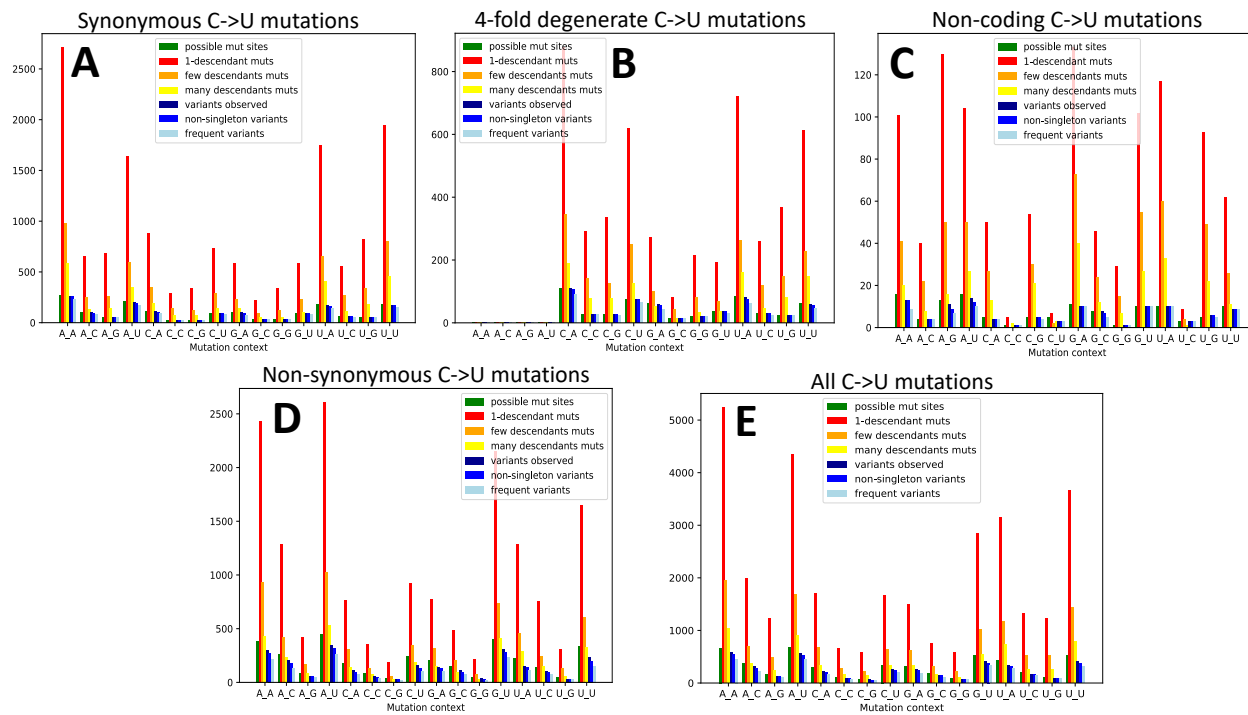 Synonymous C->U mutations
A
possible mut sites
1-descendant muts
few descendants muts
many descendants muts
variants observed
non-singleton variants
frequent variants
2500
2000
1500
1000
500
0
A_A A_C A_G A_U C_A C_C C_G C_U G_A G_C G_G G_U U_A U_C U_G U_U
Mutation context
4-fold degenerate C->U mutations
B
possible mut sites
1-descendant muts
few descendants muts
many descendants muts
variants observed
non-singleton variants
frequent variants
800
600
400
200
0
A_A A_C A_G A_U C_A C_C C_G C_U G_A G_C G_G G_U U_A U_C U_G U_U
Mutation context
Non-coding C->U mutations
C
possible mut sites
1-descendant muts
few descendants muts
many descendants muts
variants observed
non-singleton variants
frequent variants
120
100
80
60
40
20
0
A_A A_C A_G A_U C_A C_C C_G C_U G_A G_C G_G G_U U_A U_C U_G U_U
Mutation context
Non-synonymous C->U mutations
D
possible mut sites
1-descendant muts
few descendants muts
many descendants muts
variants observed
non-singleton variants
frequent variants
2500
2000
1500
1000
500
0
A_A A_C A_G A_U C_A C_C C_G C_U G_A G_C G_G G_U U_A U_C U_G U_U
Mutation context
All C->U mutations
E
possible mut sites
1-descendant muts
few descendants muts
many descendants muts
variants observed
non-singleton variants
frequent variants
5000
4000
3000
2000
1000
0
A_A A_C A_G A_U C_A C_C C_G C_U G_A G_C G_G G_U U_A U_C U_G U_U
Mutation context